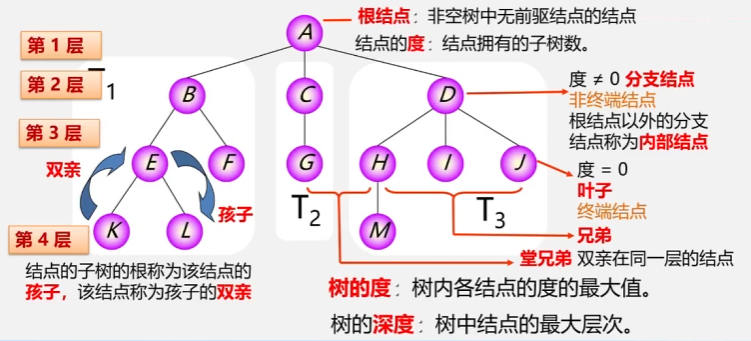 根结点：非空树中无前驱结点的结点
结点的度：结点拥有的子树数。
A
第 1 层
第 2 层
T1
B
C
D
度 ≠ 0 分支结点
非终端结点
根结点以外的分支
结点称为内部结点
第 3 层
双亲
E
F
G
H
I
J
度 = 0
叶子
终端结点
孩子
T2
T3
第 4 层
K
L
M
兄弟
堂兄弟 双亲在同一层的结点
结点的子树的根称为该结点的
孩子，该结点称为孩子的双亲
树的度：树内各结点的度的最大值。
树的深度：树中结点的最大层次。